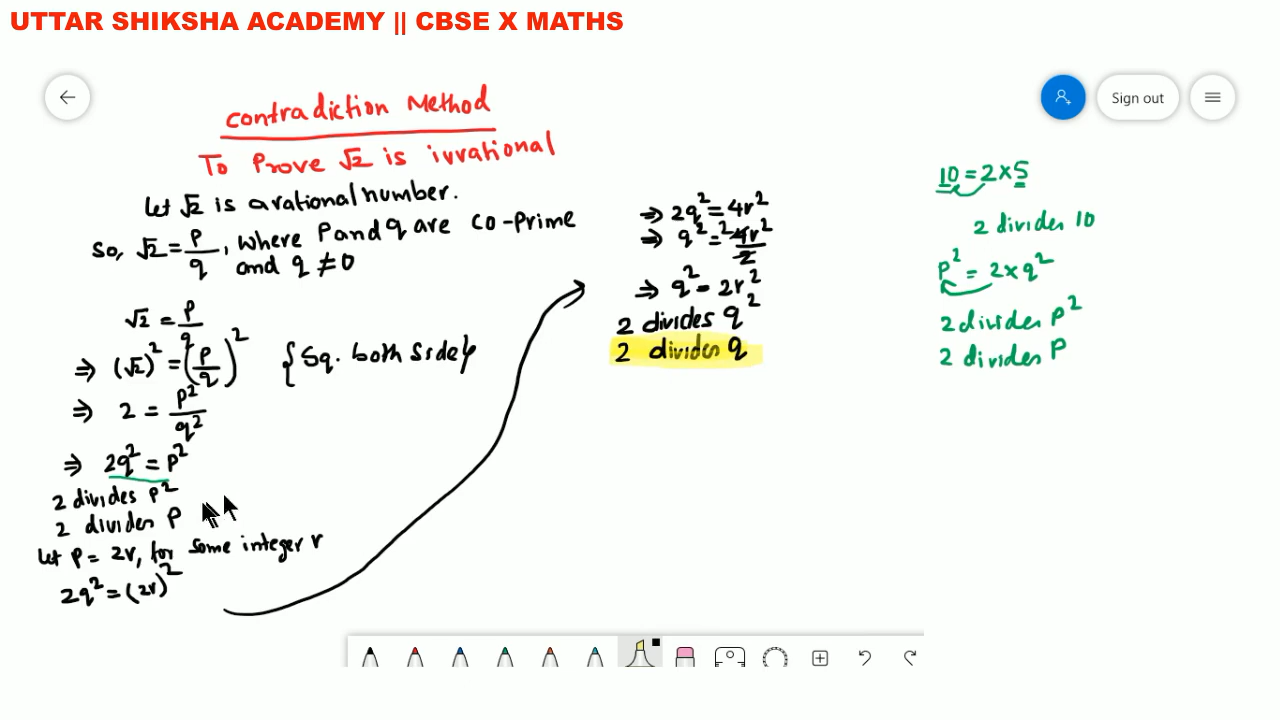 UTTAR SHIKSHA ACADEMY || CBSE X MATHS
Sign out
Contradiction Method
To Prove √2 is irrational
Let √2 is a rational number.
So, √2 = p/q, where p and q are co-prime
and q ≠ 0
√2 = p/q
⇒ (√2)² = (p/q)² {Sq. both side}
⇒ 2 = p²/q²
⇒ 2q² = p²
2 divides p²
2 divides p
Let p = 2r, for some integer r
2q² = (2r)²
⇒ 2q² = 4r²
⇒ q² = ²4r²/2
⇒ q² = 2r²
2 divides q²
2 divides q
10 = 2×5
2 divides 10
p² = 2×q²
2 divides p²
2 divides p